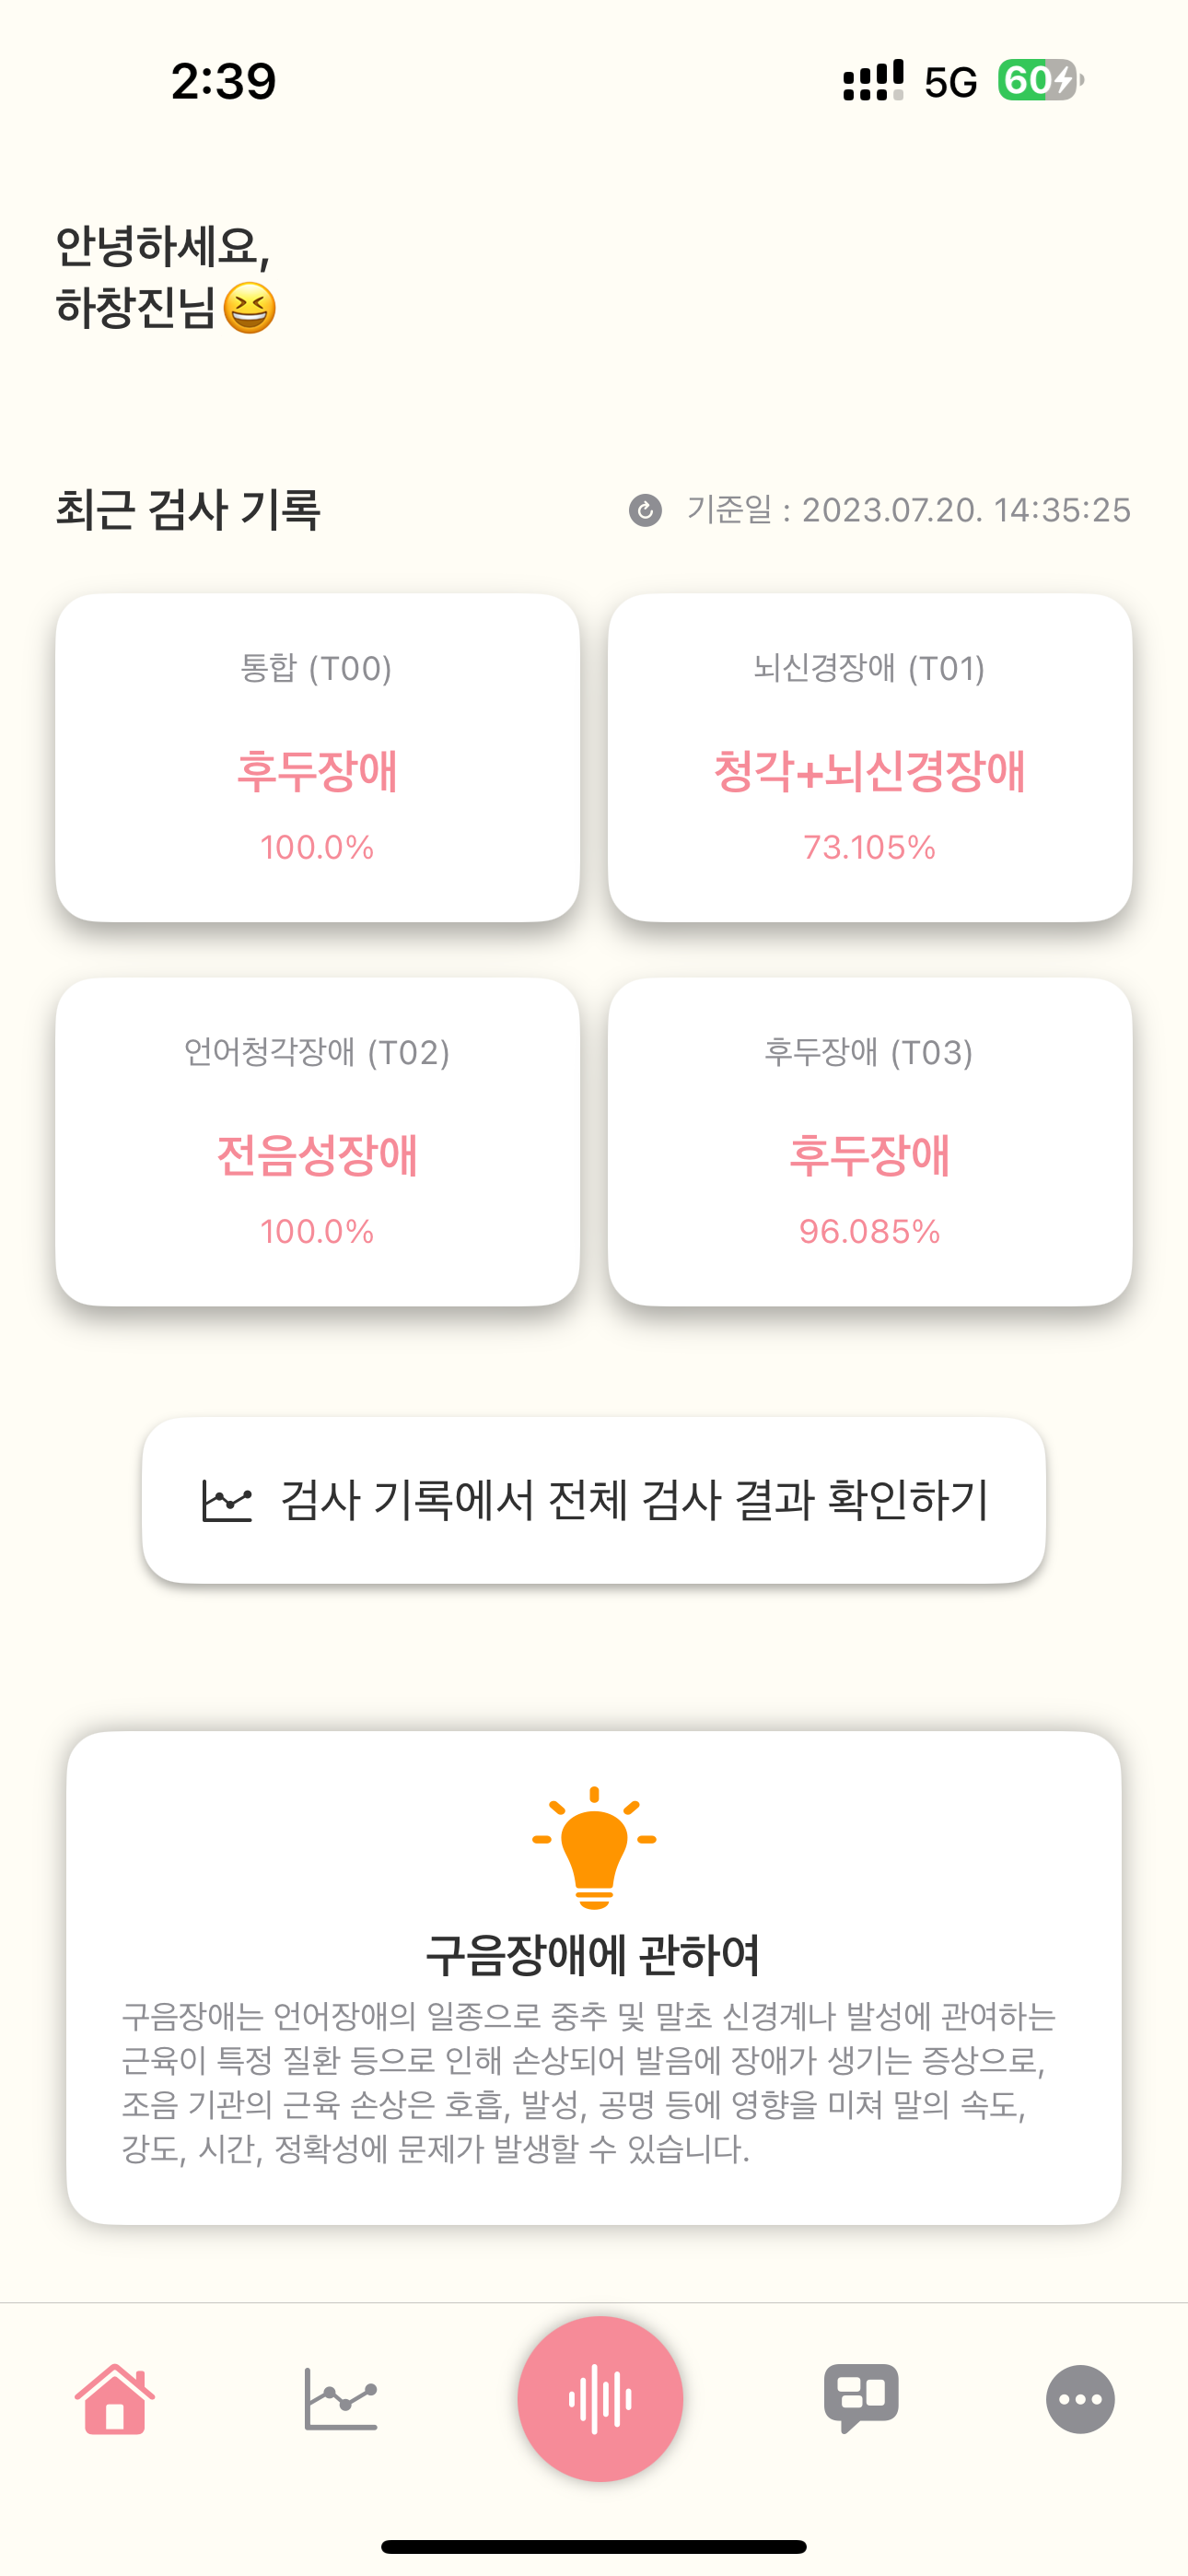 2:39 5G 60
안녕하세요,
하창진님😆
최근 검사 기록 기준일 : 2023.07.20. 14:35:25
통합 (T00)
후두장애
100.0%
뇌신경장애 (T01)
청각+뇌신경장애
73.105%
언어청각장애 (T02)
전음성장애
100.0%
후두장애 (T03)
후두장애
96.085%
검사 기록에서 전체 검사 결과 확인하기
구음장애에 관하여
구음장애는 언어장애의 일종으로 중추 및 말초 신경계나 발성에 관여하는
근육이 특정 질환 등으로 인해 손상되어 발음에 장애가 생기는 증상으로,
조음 기관의 근육 손상은 호흡, 발성, 공명 등에 영향을 미쳐 말의 속도,
강도, 시간, 정확성에 문제가 발생할 수 있습니다.